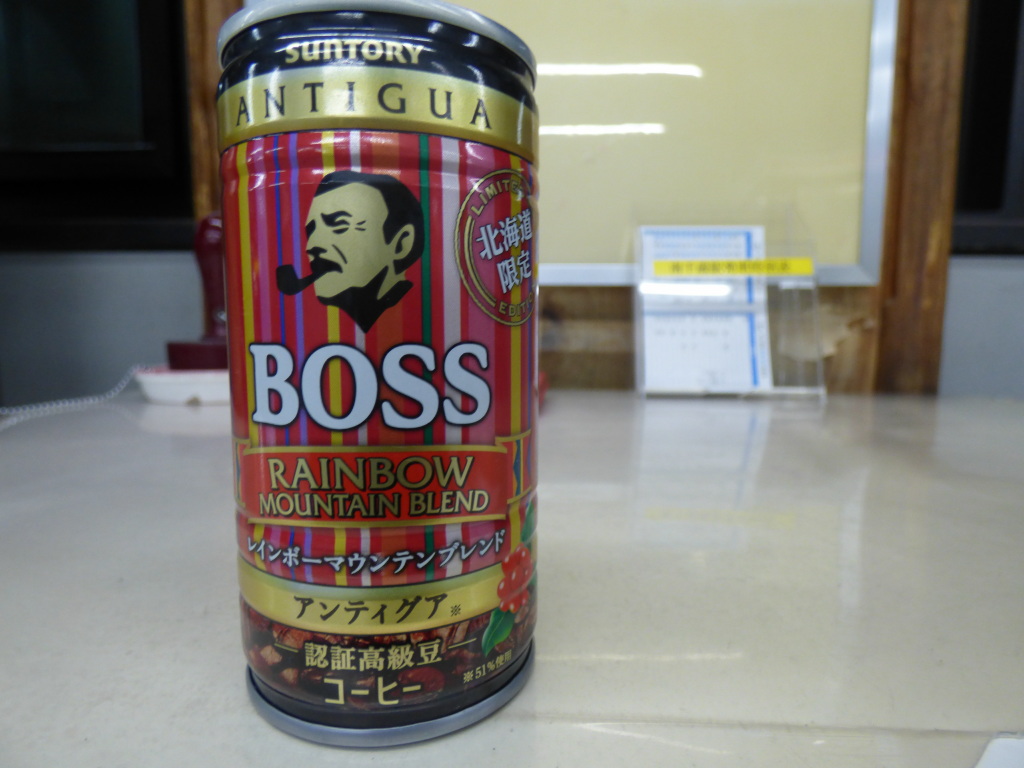 SUNTORY
ANTIGUA
LIMITED
北海道
限定
EDITION
BOSS
RAINBOW
MOUNTAIN BLEND
レインボーマウンテンブレンド
アンティグア※
認証高級豆
コーヒー
※51%使用